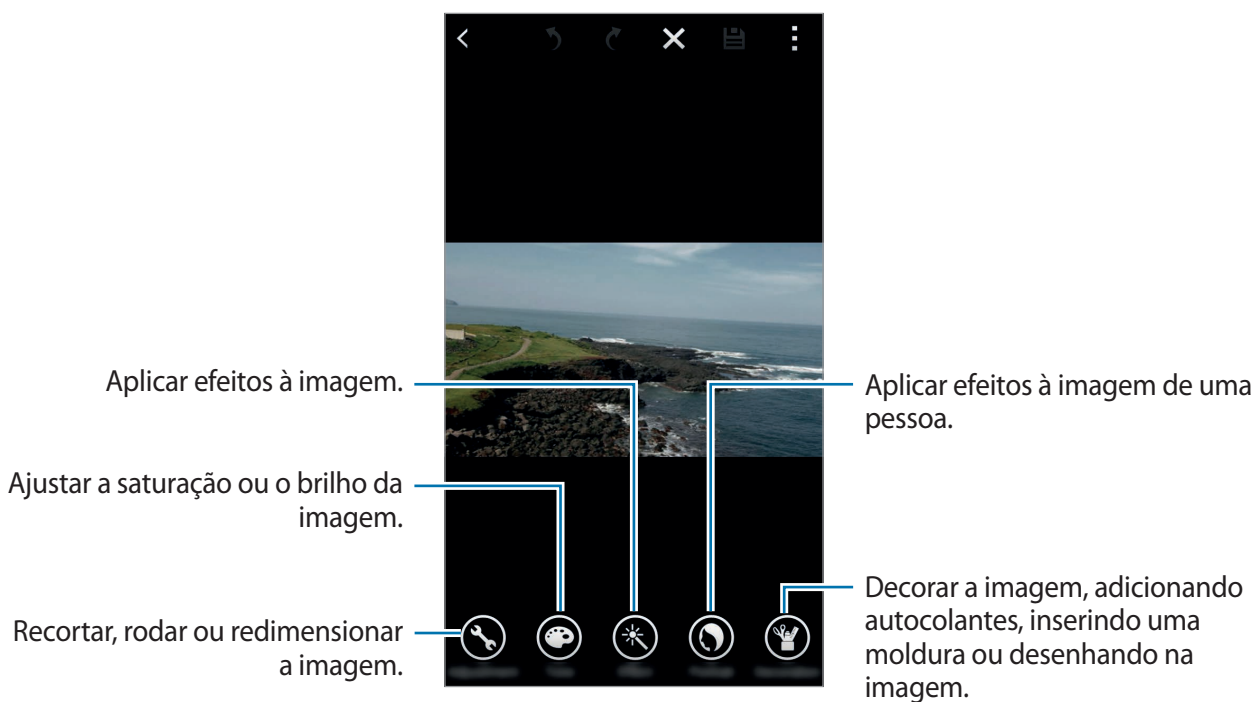 Aplicar efeitos à imagem.
Ajustar a saturação ou o brilho da
imagem.
Recortar, rodar ou redimensionar
a imagem.
Aplicar efeitos à imagem de uma
pessoa.
Decorar a imagem, adicionando
autocolantes, inserindo uma
moldura ou desenhando na
imagem.